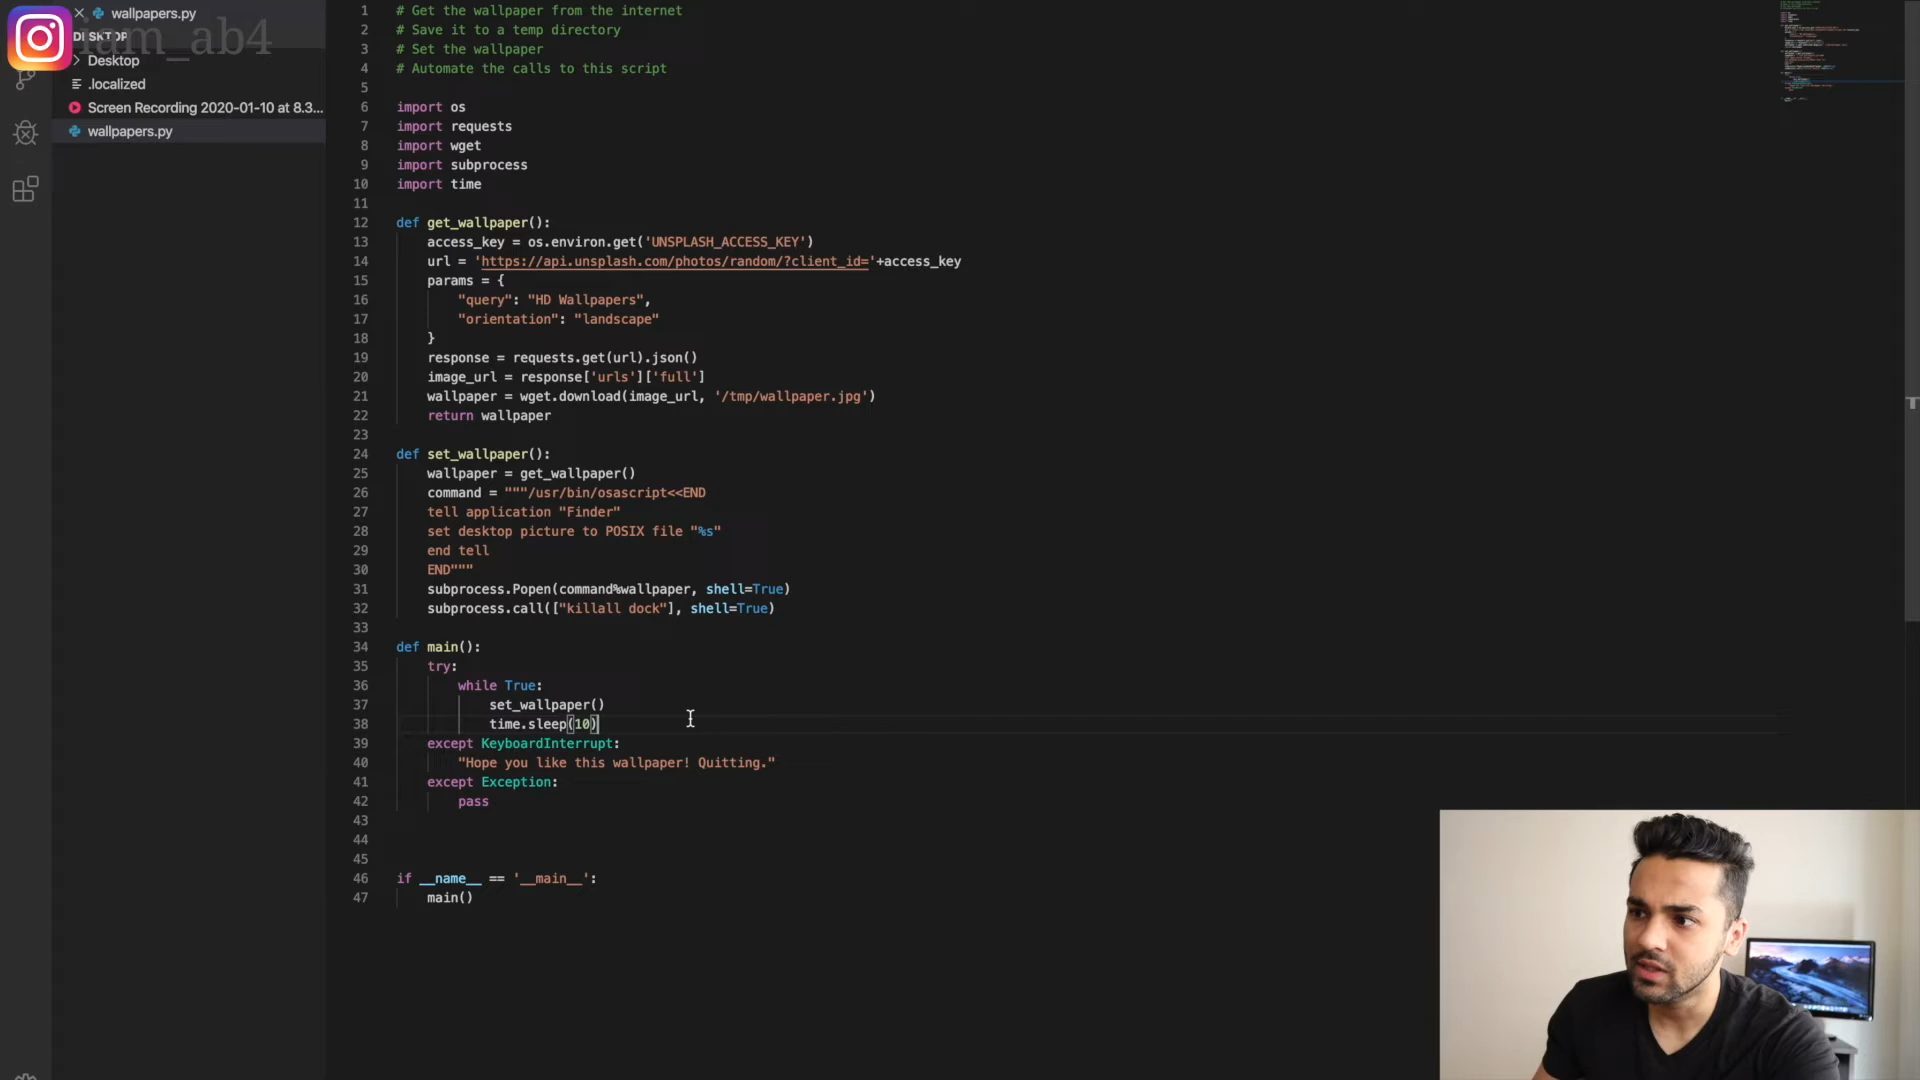 wallpapers.py
iam_ab4
DESKTOP
Desktop
.localized
Screen Recording 2020-01-10 at 8.3...
wallpapers.py
1 # Get the wallpaper from the internet
2 # Save it to a temp directory
3 # Set the wallpaper
4 # Automate the calls to this script
5
6 import os
7 import requests
8 import wget
9 import subprocess
10 import time
11
12 def get_wallpaper():
13 access_key = os.environ.get('UNSPLASH_ACCESS_KEY')
14 url = 'https://api.unsplash.com/photos/random/?client_id='+access_key
15 params = {
16 "query": "HD Wallpapers",
17 "orientation": "landscape"
18 }
19 response = requests.get(url).json()
20 image_url = response['urls']['full']
21 wallpaper = wget.download(image_url, '/tmp/wallpaper.jpg')
22 return wallpaper
23
24 def set_wallpaper():
25 wallpaper = get_wallpaper()
26 command = """/usr/bin/osascript<<END
27 tell application "Finder"
28 set desktop picture to POSIX file "%s"
29 end tell
30 END"""
31 subprocess.Popen(command%wallpaper, shell=True)
32 subprocess.call(["killall dock"], shell=True)
33
34 def main():
35 try:
36 while True:
37 set_wallpaper()
38 time.sleep(10)
39 except KeyboardInterrupt:
40 "Hope you like this wallpaper! Quitting."
41 except Exception:
42 pass
43
44
45
46 if __name__ == '__main__':
47 main()